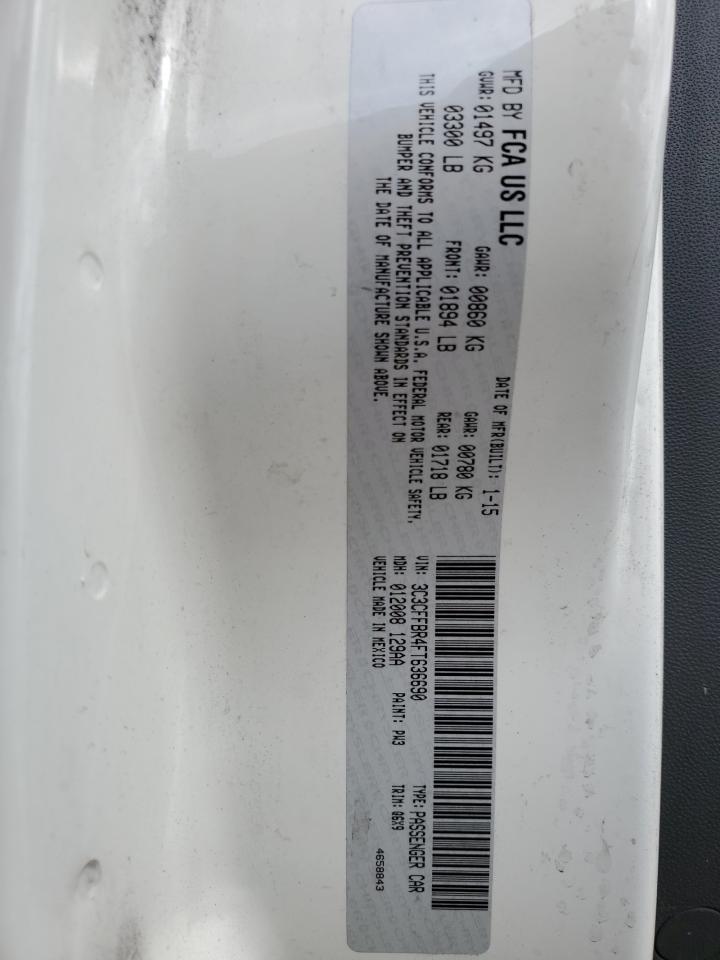 MFD BY FCA US LLC
DATE OF MFR(BUILT): 1-15
GVWR: 01497 KG
GAWR: 00860 KG
GAWR: 00780 KG
03300 LB
FRONT: 01894 LB
REAR: 01718 LB
THIS VEHICLE CONFORMS TO ALL APPLICABLE U.S.A. FEDERAL MOTOR VEHICLE SAFETY,
BUMPER AND THEFT PREVENTION STANDARDS IN EFFECT ON
THE DATE OF MANUFACTURE SHOWN ABOVE.
VIN: 3C3CFFBR4FT636690
TYPE: PASSENGER CAR
MDH: 012008 129AA
PAINT: PW3
TRIM: Q6X9
VEHICLE MADE IN MEXICO
4658843